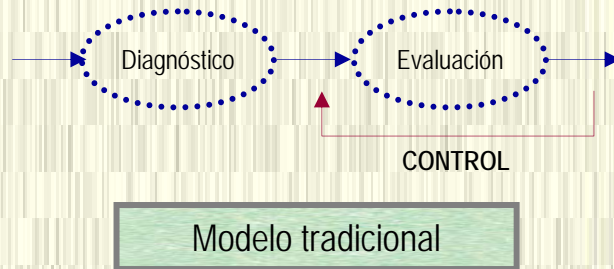 Diagnóstico
Evaluación
CONTROL
Modelo tradicional